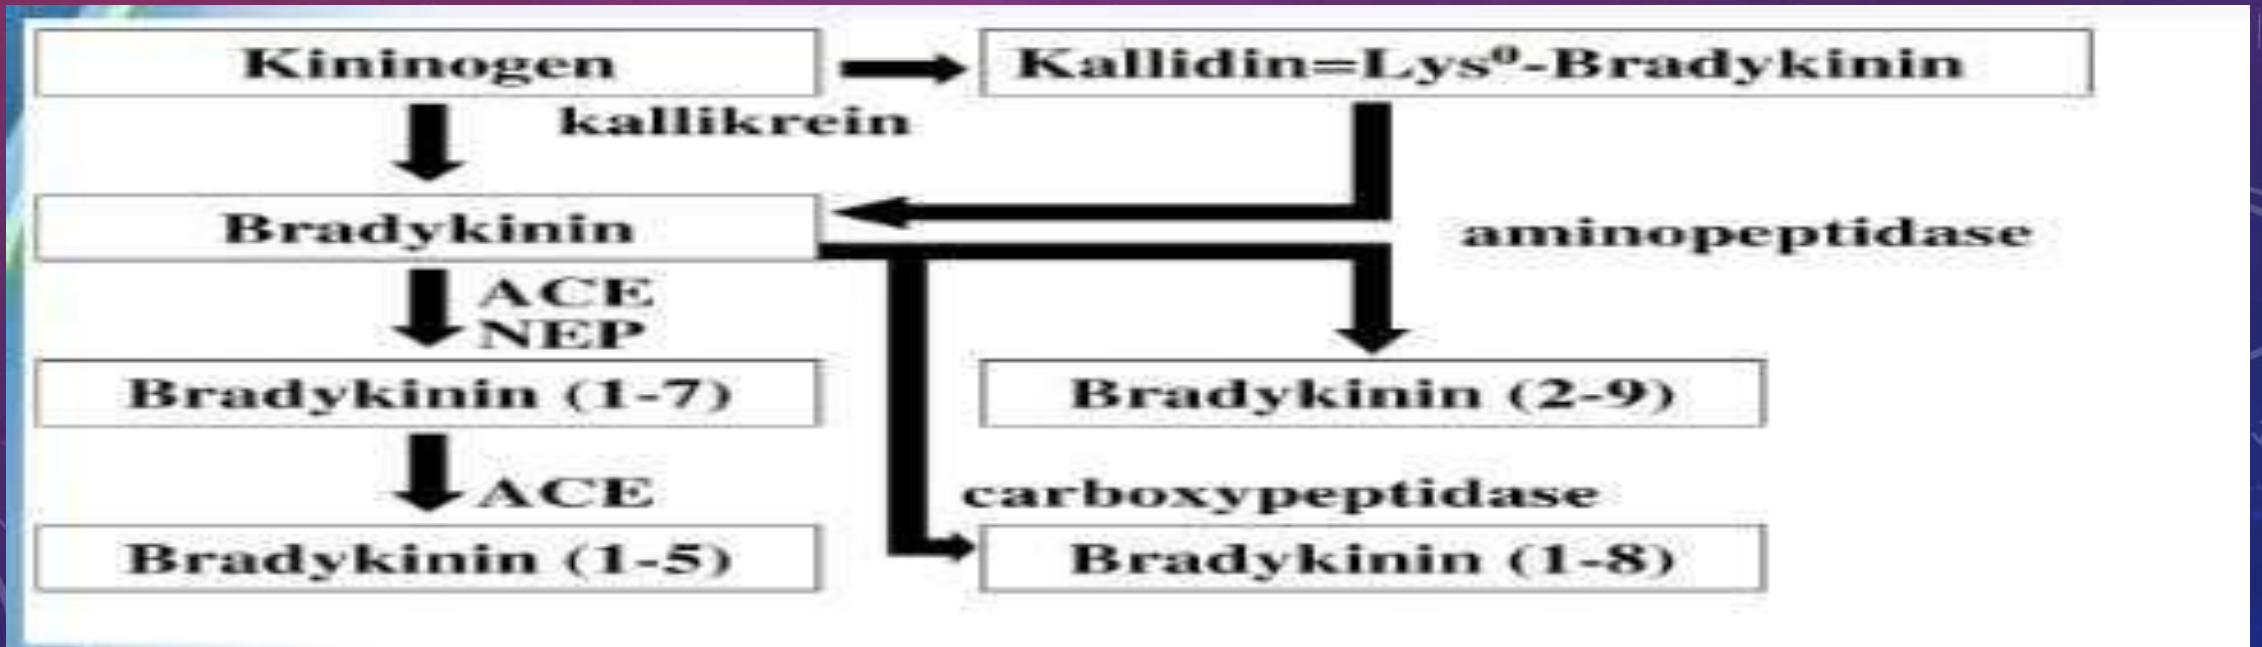 Kininogen
Kallidin=Lys⁰-Bradykinin
kallikrein
Bradykinin
aminopeptidase
ACE
NEP
Bradykinin (1-7)
Bradykinin (2-9)
ACE
carboxypeptidase
Bradykinin (1-5)
Bradykinin (1-8)